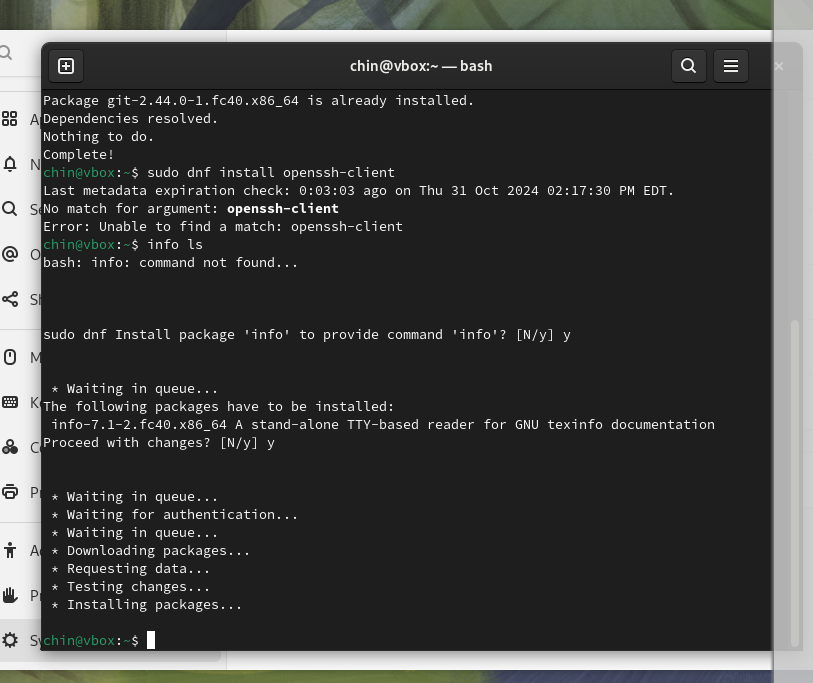 chin@vbox:~ — bash
Package git-2.44.0-1.fc40.x86_64 is already installed.
Dependencies resolved.
Nothing to do.
Complete!
chin@vbox:~$ sudo dnf install openssh-client
Last metadata expiration check: 0:03:03 ago on Thu 31 Oct 2024 02:17:30 PM EDT.
No match for argument: openssh-client
Error: Unable to find a match: openssh-client
chin@vbox:~$ info ls
bash: info: command not found...
sudo dnf Install package 'info' to provide command 'info'? [N/y] y
* Waiting in queue...
The following packages have to be installed:
info-7.1-2.fc40.x86_64 A stand-alone TTY-based reader for GNU texinfo documentation
Proceed with changes? [N/y] y
* Waiting in queue...
* Waiting for authentication...
* Waiting in queue...
* Downloading packages...
* Requesting data...
* Testing changes...
* Installing packages...
chin@vbox:~$